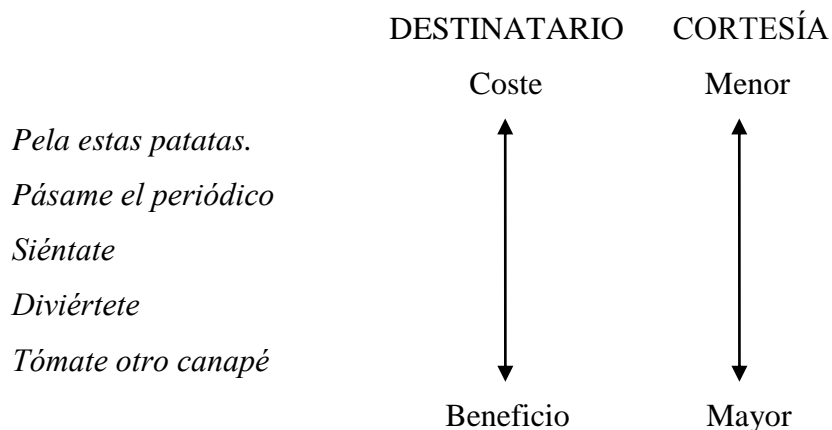 DESTINATARIO CORTESÍA
Coste Menor
Pela estas patatas.
Pásame el periódico
Siéntate
Diviértete
Tómate otro canapé
Beneficio Mayor